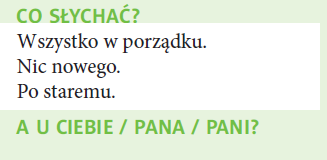 CO SŁYCHAĆ?
Wszystko w porządku.
Nic nowego.
Po staremu.
A U CIEBIE / PANA / PANI?